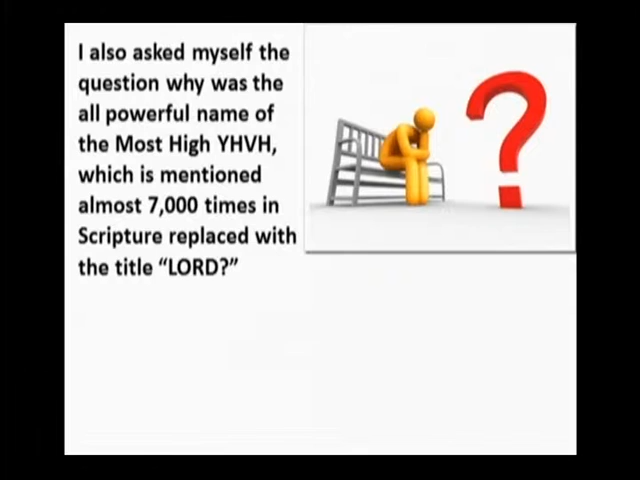 I also asked myself the
question why was the
all powerful name of
the Most High YHVH,
which is mentioned
almost 7,000 times in
Scripture replaced with
the title “LORD?”
?